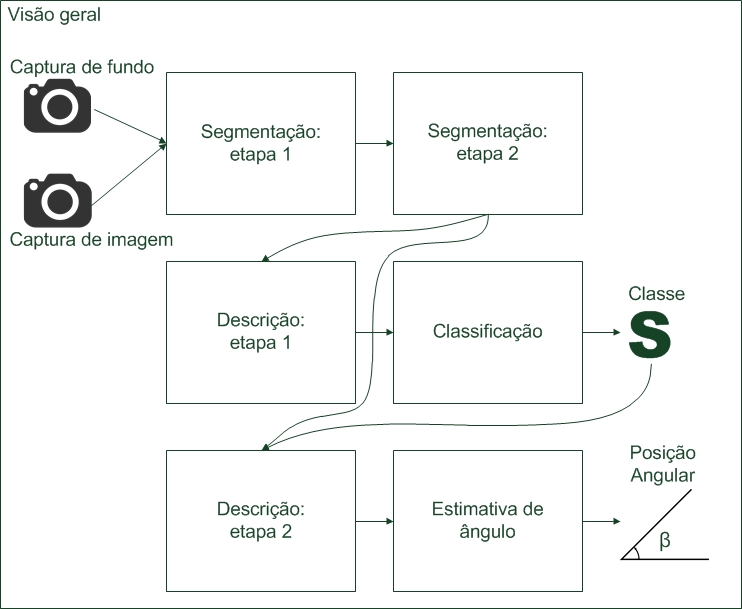 Visão geral
Captura de fundo
Captura de imagem
Segmentação:
etapa 1
Segmentação:
etapa 2
Descrição:
etapa 1
Classificação
Classe
S
Descrição:
etapa 2
Estimativa de
ângulo
Posição
Angular
β